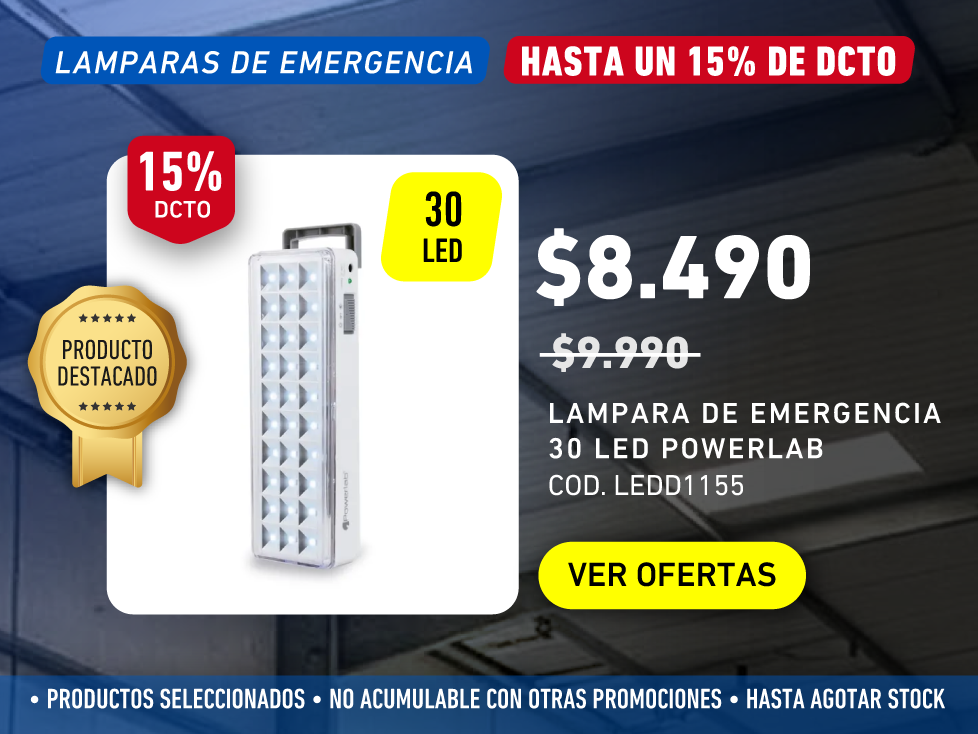 LAMPARAS DE EMERGENCIA
HASTA UN 15% DE DCTO
15%
DCTO
30
LED
PRODUCTO
DESTACADO
Powerlab
$8.490
$9.990
LAMPARA DE EMERGENCIA
30 LED POWERLAB
COD. LEDD1155
VER OFERTAS
• PRODUCTOS SELECCIONADOS • NO ACUMULABLE CON OTRAS PROMOCIONES • HASTA AGOTAR STOCK